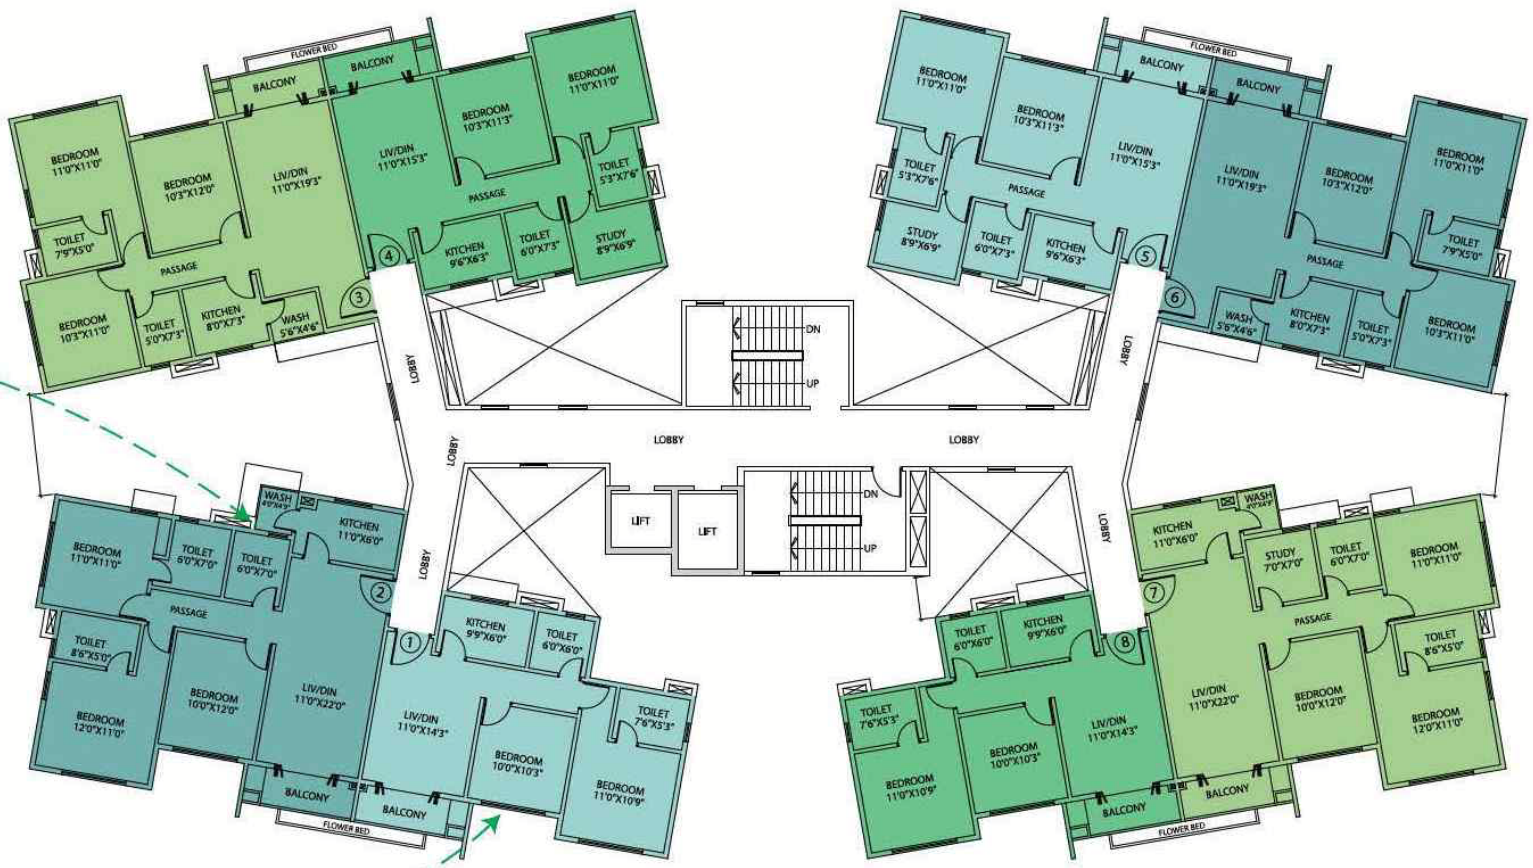 FLOWER BED
BALCONY
BALCONY
BEDROOM
11'0"X11'0"
BEDROOM
10'3"X12'0"
LIV/DIN
11'0"X19'3"
TOILET
7'9"X5'0"
PASSAGE
BEDROOM
10'3"X11'0"
TOILET
5'0"X7'3"
KITCHEN
8'0"X7'3"
WASH
5'6"X4'6"
3
LIV/DIN
11'0"X15'3"
BEDROOM
10'3"X11'3"
BEDROOM
11'0"X11'0"
TOILET
5'3"X7'6"
PASSAGE
KITCHEN
9'6"X6'3"
TOILET
6'0"X7'3"
STUDY
8'9"X6'9"
4
FLOWER BED
BALCONY
BALCONY
BEDROOM
11'0"X11'0"
BEDROOM
10'3"X11'3"
LIV/DIN
11'0"X15'3"
TOILET
5'3"X7'6"
PASSAGE
STUDY
8'9"X6'9"
TOILET
6'0"X7'3"
KITCHEN
9'6"X6'3"
5
LIV/DIN
11'0"X19'3"
BEDROOM
10'3"X12'0"
BEDROOM
11'0"X11'0"
TOILET
7'9"X5'0"
PASSAGE
6
WASH
5'6"X4'6"
KITCHEN
8'0"X7'3"
TOILET
5'0"X7'3"
BEDROOM
10'3"X11'0"
DN
UP
LOBBY
LOBBY
LOBBY
LOBBY
LOBBY
LOBBY
LOBBY
LIFT
LIFT
DN
UP
WASH
4'0"X4'9"
KITCHEN
11'0"X6'0"
BEDROOM
11'0"X11'0"
TOILET
6'0"X7'0"
TOILET
6'0"X7'0"
2
PASSAGE
TOILET
8'6"X5'0"
BEDROOM
12'0"X11'0"
BEDROOM
10'0"X12'0"
LIV/DIN
11'0"X22'0"
BALCONY
1
KITCHEN
9'9"X6'0"
TOILET
6'0"X6'0"
LIV/DIN
11'0"X14'3"
TOILET
7'6"X5'3"
BEDROOM
10'0"X10'3"
BEDROOM
11'0"X10'9"
BALCONY
FLOWER BED
TOILET
6'0"X6'0"
KITCHEN
9'9"X6'0"
8
TOILET
7'6"X5'3"
LIV/DIN
11'0"X14'3"
BEDROOM
10'0"X10'3"
BEDROOM
11'0"X10'9"
BALCONY
WASH
4'0"X4'9"
KITCHEN
11'0"X6'0"
STUDY
7'0"X7'0"
TOILET
6'0"X7'0"
BEDROOM
11'0"X11'0"
7
PASSAGE
TOILET
8'6"X5'0"
LIV/DIN
11'0"X22'0"
BEDROOM
10'0"X12'0"
BEDROOM
12'0"X11'0"
BALCONY
FLOWER BED